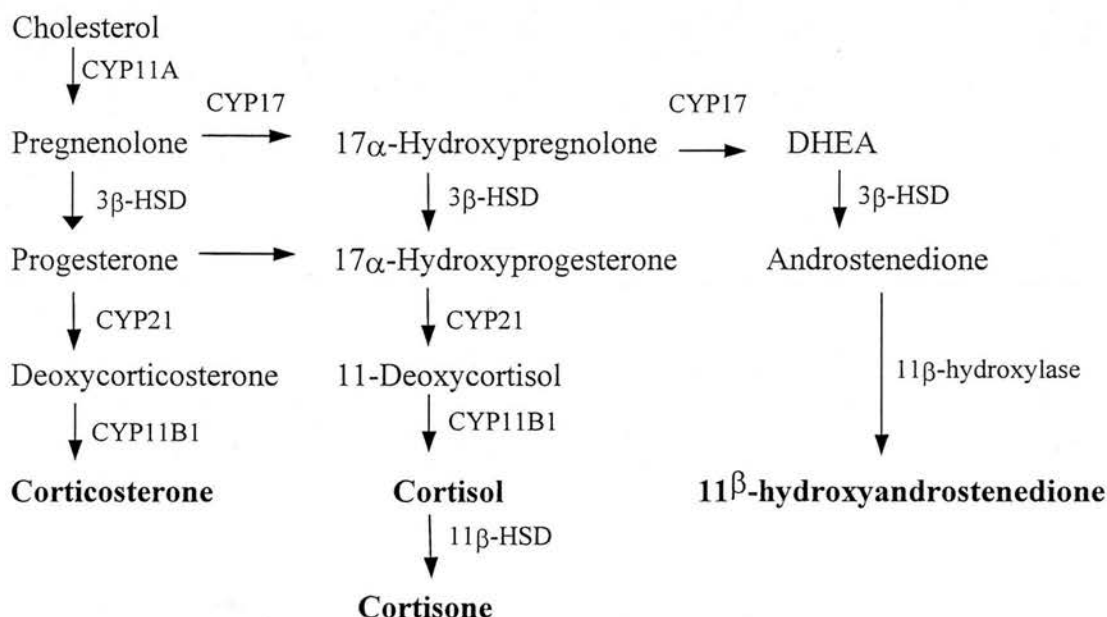 Cholesterol
CYP11A
CYP17
CYP17
Pregnenolone
17α-Hydroxypregnolone
DHEA
3β-HSD
3β-HSD
3β-HSD
Progesterone
17α-Hydroxyprogesterone
Androstenedione
CYP21
CYP21
Deoxycorticosterone
11-Deoxycortisol
11β-hydroxylase
CYP11B1
CYP11B1
Corticosterone
Cortisol
11β-hydroxyandrostenedione
11β-HSD
Cortisone